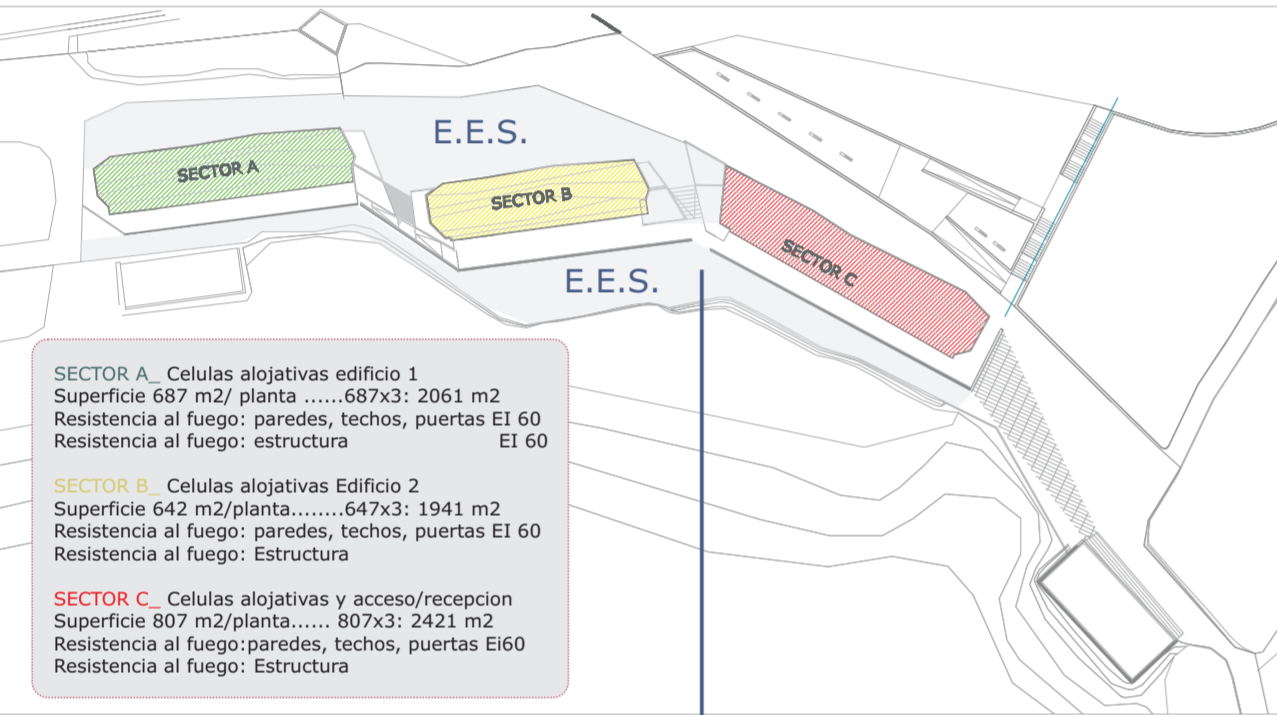 E.E.S.
SECTOR A
SECTOR B
SECTOR C
E.E.S.
SECTOR A_ Celulas alojativas edificio 1
Superficie 687 m2/ planta ......687x3: 2061 m2
Resistencia al fuego: paredes, techos, puertas EI 60
Resistencia al fuego: estructura EI 60
SECTOR B_ Celulas alojativas Edificio 2
Superficie 642 m2/planta........647x3: 1941 m2
Resistencia al fuego: paredes, techos, puertas EI 60
Resistencia al fuego: Estructura
SECTOR C_ Celulas alojativas y acceso/recepcion
Superficie 807 m2/planta...... 807x3: 2421 m2
Resistencia al fuego:paredes, techos, puertas Ei60
Resistencia al fuego: Estructura